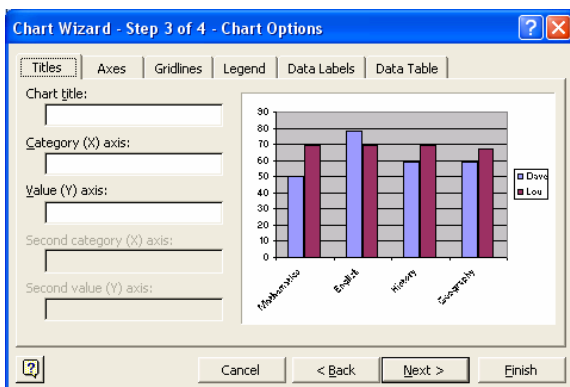 Chart Wizard - Step 3 of 4 - Chart Options
Titles Axes Gridlines Legend Data Labels Data Table
Chart title:
Category (X) axis:
Value (Y) axis:
Second category (X) axis:
Second value (Y) axis:
90
80
70
60
50
40
30
20
10
0
Mathematics English History Geography
Dave
Lou
Cancel < Back Next > Finish